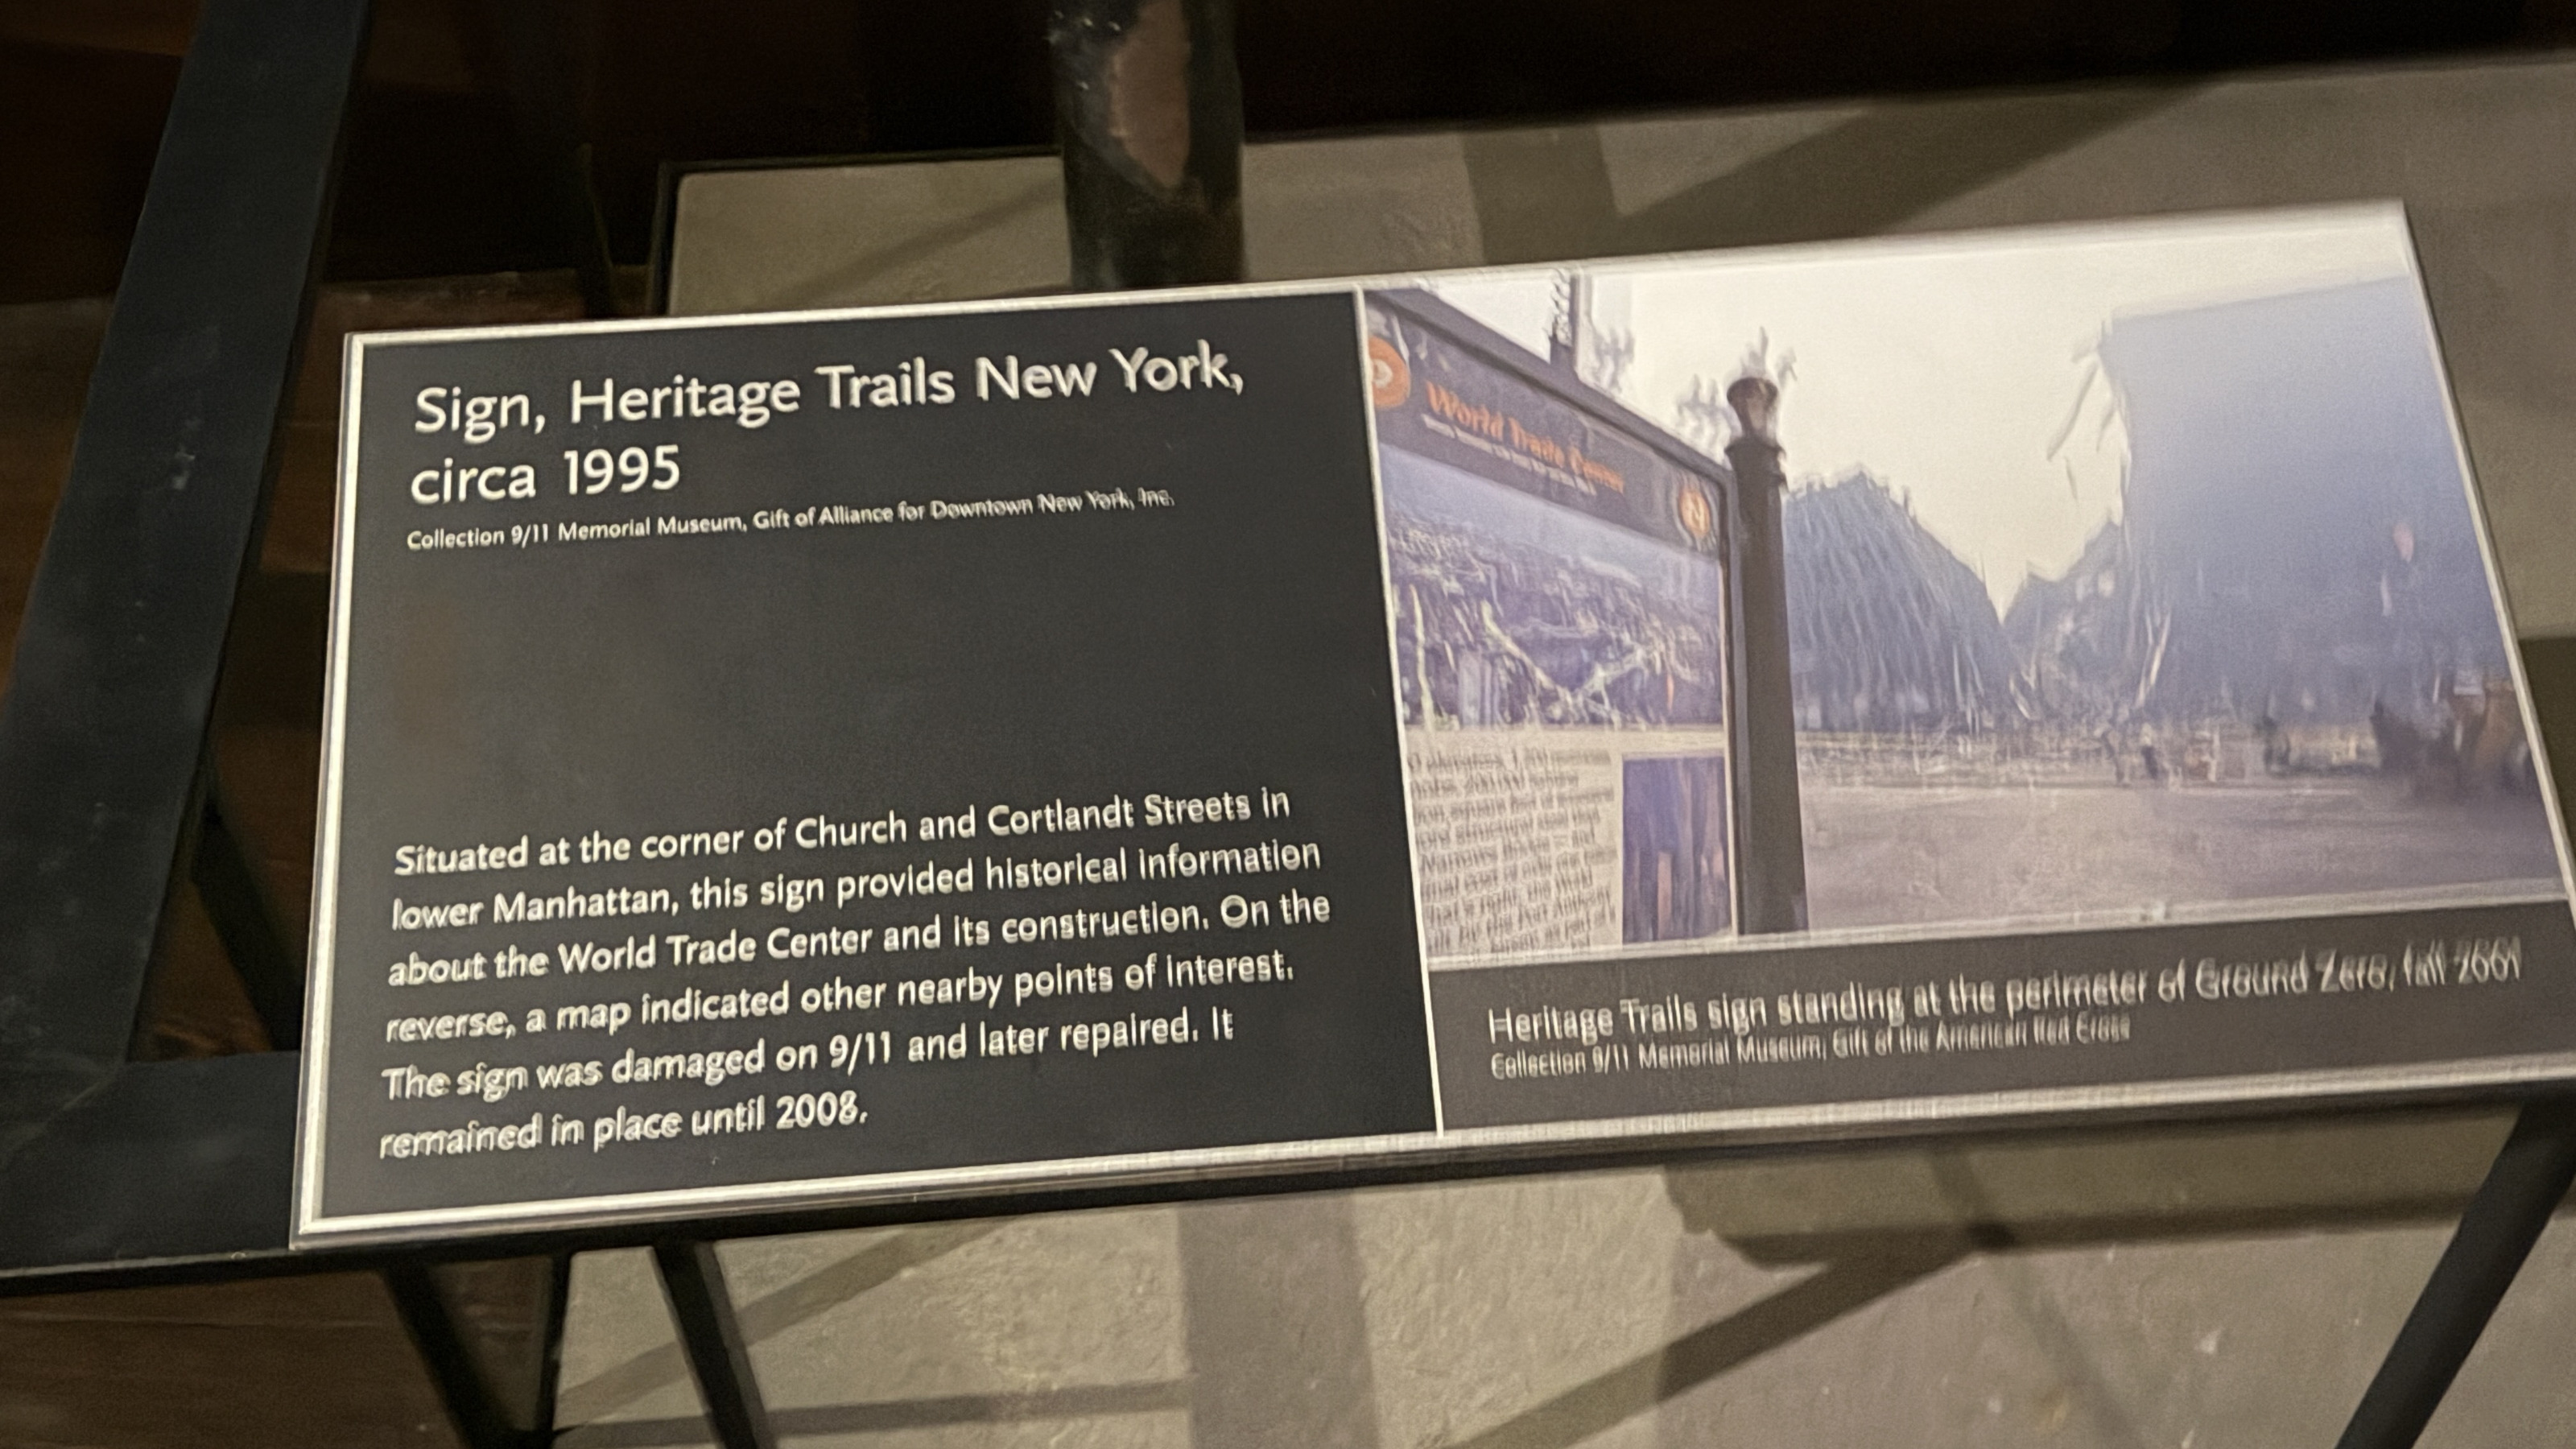 Sign, Heritage Trails New York,
circa 1995
Collection 9/11 Memorial Museum, Gift of Alliance for Downtown New York, Inc.
Situated at the corner of Church and Cortlandt Streets in
lower Manhattan, this sign provided historical information
about the World Trade Center and its construction. On the
reverse, a map indicated other nearby points of interest.
The sign was damaged on 9/11 and later repaired. It
remained in place until 2008.
World Trade Center
N
Heritage Trails sign standing at the perimeter of Ground Zero, fall 2001
Collection 9/11 Memorial Museum, Gift of the American Red Cross